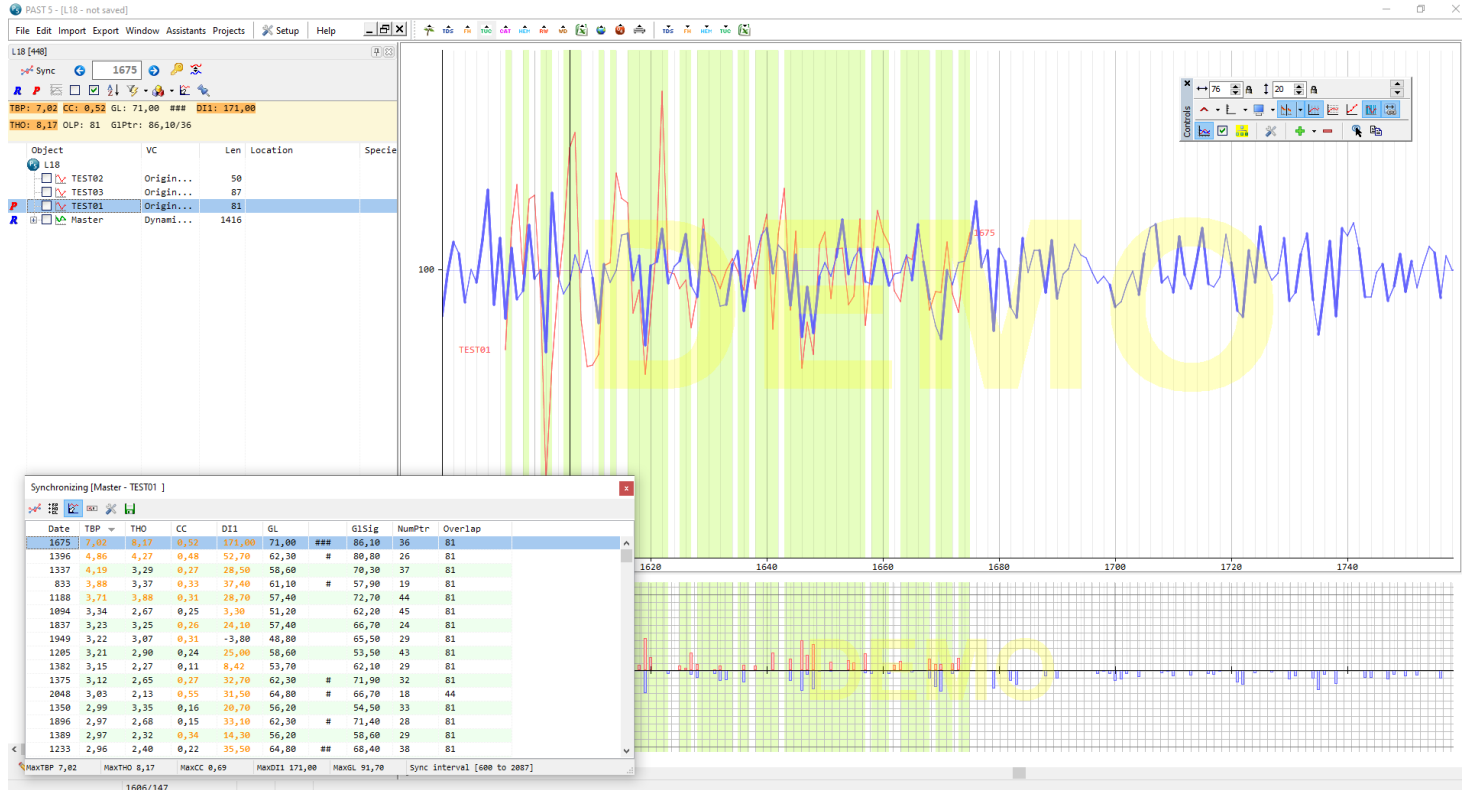 PAST 5 - [L18 - not saved]
File Edit Import Export Window Assistants Projects Setup Help
TDS FH TUC CAT HEM RW WD TDS FH HEM TUC
L18 [448]
Sync 1675
R P
TBP: 7,02 CC: 0,52 GL: 71,00 ### DI1: 171,00
THO: 8,17 OLP: 81 GlPtr: 86,10/36
Object VC Len Location Specie
L18
TEST02 Origin... 50
TEST03 Origin... 87
P TEST01 Origin... 81
R Master Dynami... 1416
100
TEST01
1675
DEMO
Controls
76 20
1620 1640 1660 1680 1700 1720 1740
DEMO
Synchronizing [Master - TEST01 ]
Date TBP THO CC DI1 GL GlSig NumPtr Overlap
1675 7,02 8,17 0,52 171,00 71,00 ### 86,10 36 81
1396 4,86 4,27 0,48 52,70 62,30 # 80,80 26 81
1337 4,19 3,29 0,27 28,50 58,60 70,30 37 81
833 3,88 3,37 0,33 37,40 61,10 # 57,90 19 81
1188 3,71 3,88 0,31 28,70 57,40 72,70 44 81
1094 3,34 2,67 0,25 3,30 51,20 62,20 45 81
1837 3,23 3,25 0,26 24,10 57,40 66,70 24 81
1949 3,22 3,07 0,31 -3,80 48,80 65,50 29 81
1205 3,21 2,90 0,24 25,00 58,60 53,50 43 81
1382 3,15 2,27 0,11 8,42 53,70 62,10 29 81
1375 3,12 2,65 0,27 32,70 62,30 # 71,90 32 81
2048 3,03 2,13 0,55 31,50 64,80 # 66,70 18 44
1350 2,99 3,35 0,16 20,70 56,20 54,50 33 81
1896 2,97 2,68 0,15 33,10 62,30 # 71,40 28 81
1389 2,97 2,32 0,34 14,30 56,20 58,60 29 81
1233 2,96 2,40 0,22 35,50 64,80 ## 68,40 38 81
MaxTBP 7,02 MaxTHO 8,17 MaxCC 0,69 MaxDI1 171,00 MaxGL 91,70 Sync interval [600 to 2087]
1606/147